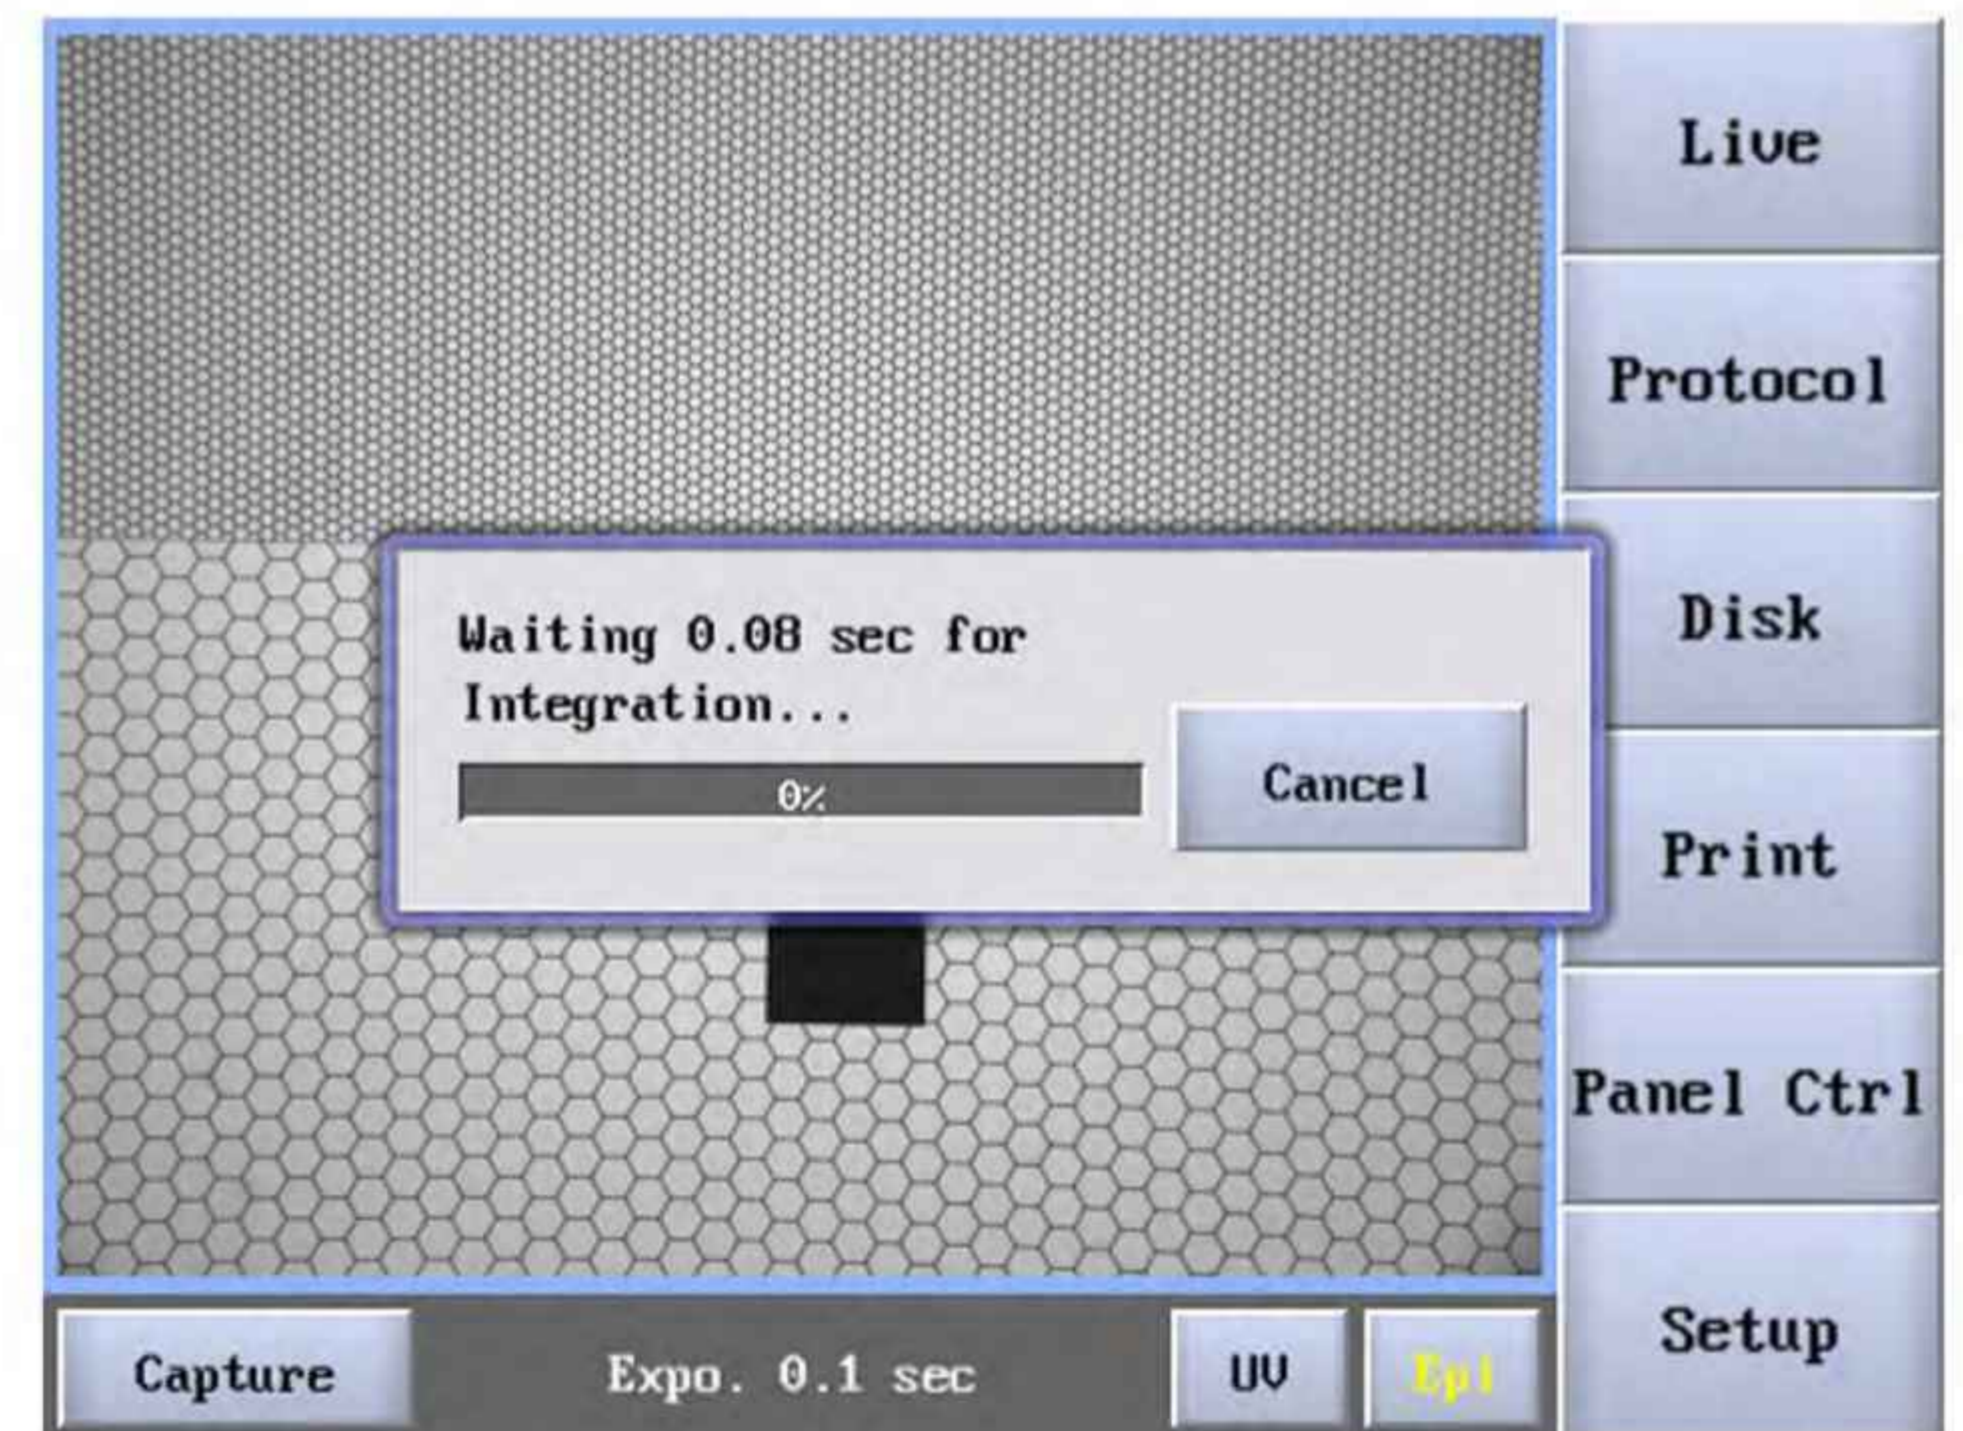 Live
Protocol
Disk
Print
Panel Ctrl
Setup
Waiting 0.08 sec for
Integration...
0%
Cancel
Capture
Expo. 0.1 sec
UV
Epi